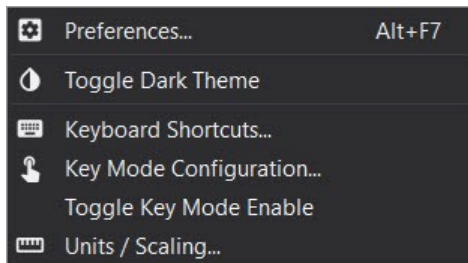 Preferences... Alt+F7
Toggle Dark Theme
Keyboard Shortcuts...
Key Mode Configuration...
Toggle Key Mode Enable
Units / Scaling...